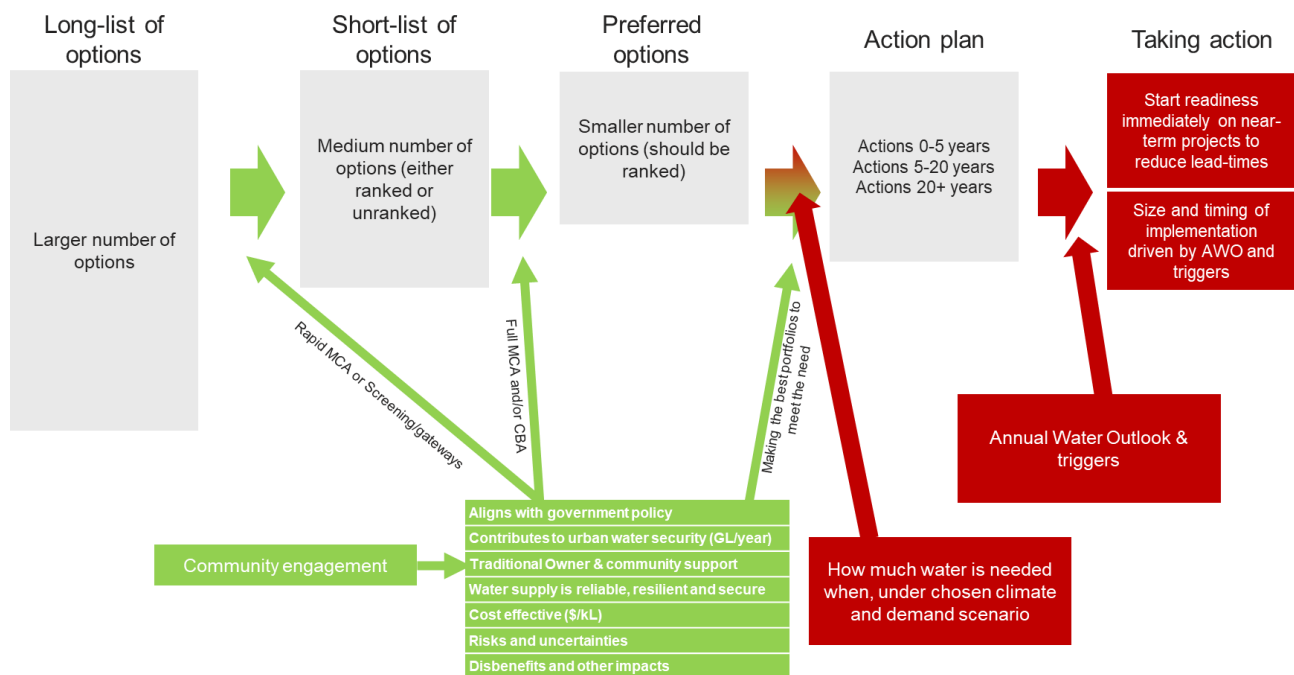 Long-list of
options
Short-list of
options
Preferred
options
Action plan
Taking action
Larger number of
options
Medium number of
options (either
ranked or
unranked)
Smaller number of
options (should be
ranked)
Actions 0-5 years
Actions 5-20 years
Actions 20+ years
Start readiness
immediately on near-
term projects to
reduce lead-times
Size and timing of
implementation
driven by AWO and
triggers
Rapid MCA or Screening/gateways
Full MCA and/or CBA
Making the best portfolios to
meet the need
Annual Water Outlook &
triggers
Community engagement
Aligns with government policy
Contributes to urban water security (GL/year)
Traditional Owner & community support
Water supply is reliable, resilient and secure
Cost effective ($/kL)
Risks and uncertainties
Disbenefits and other impacts
How much water is needed
when, under chosen climate
and demand scenario